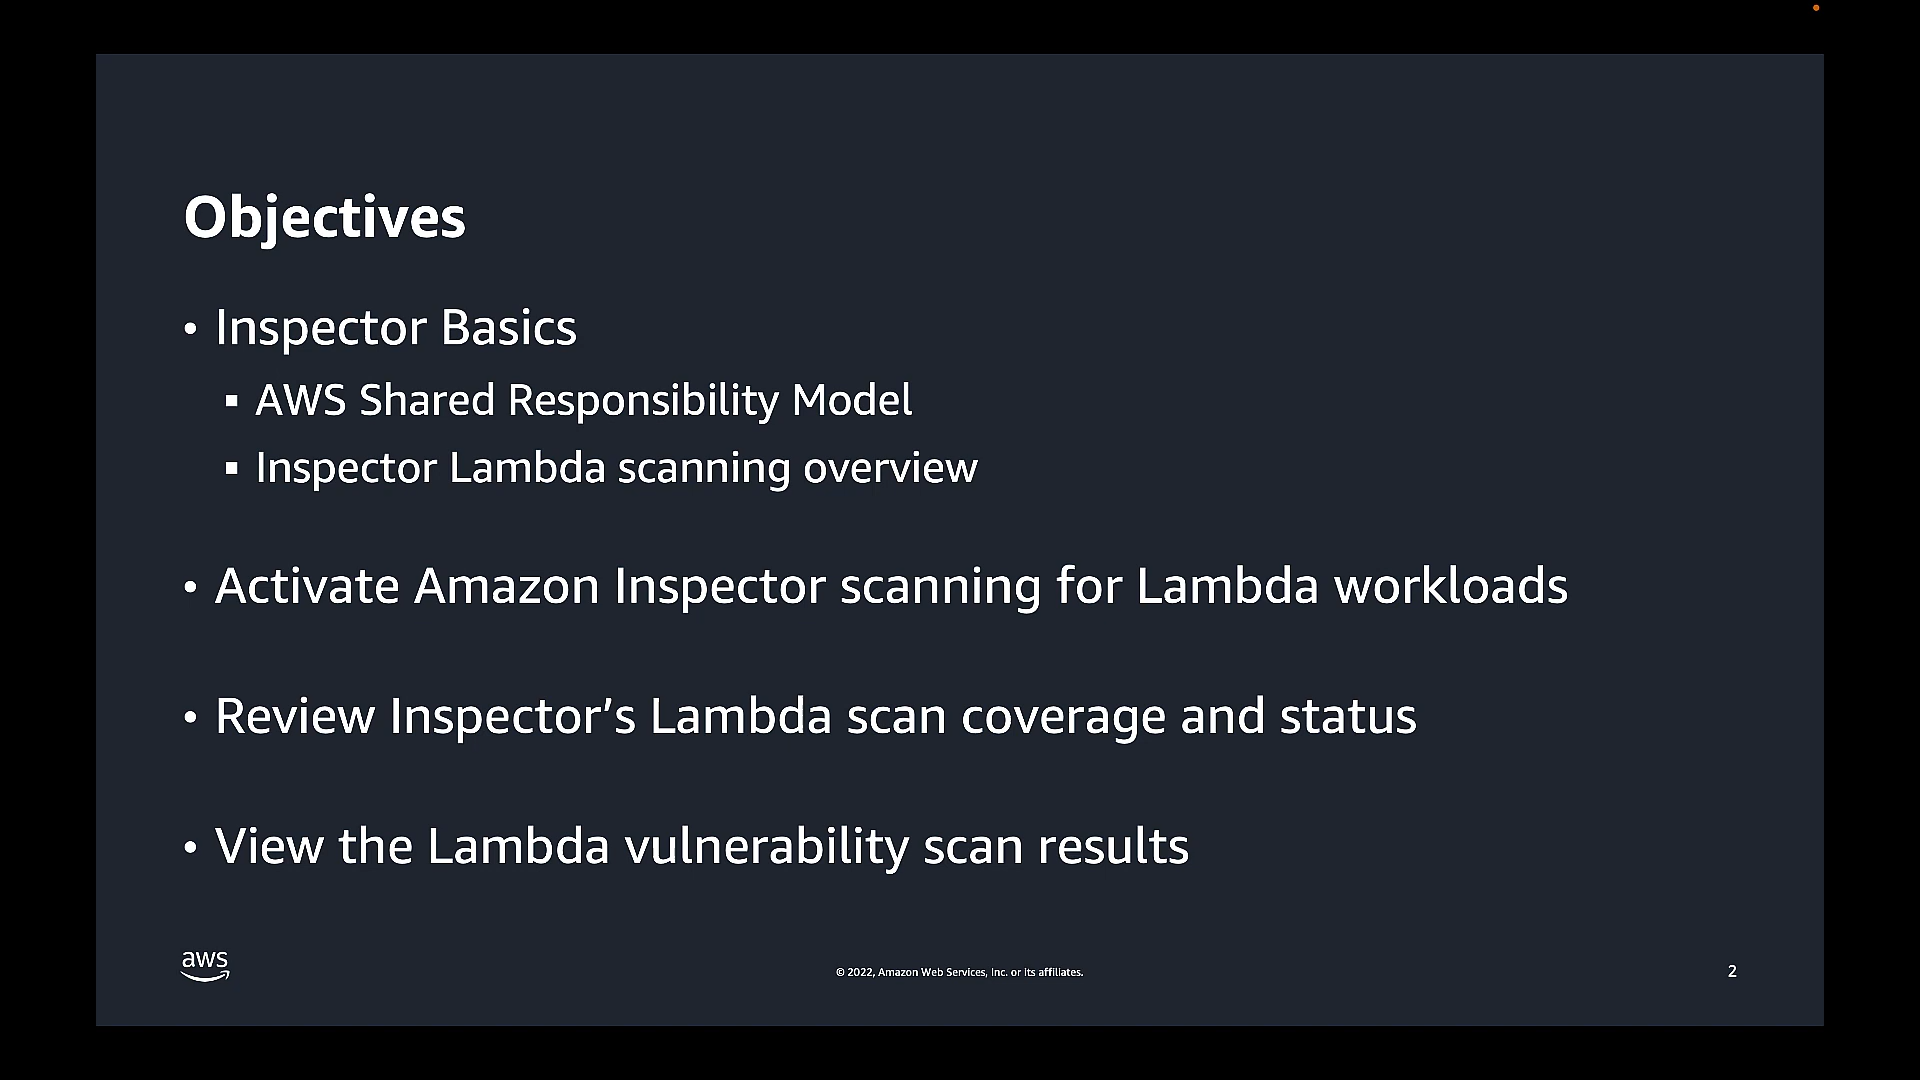 Objectives
• Inspector Basics
▪ AWS Shared Responsibility Model
▪ Inspector Lambda scanning overview
• Activate Amazon Inspector scanning for Lambda workloads
• Review Inspector’s Lambda scan coverage and status
• View the Lambda vulnerability scan results
aws
© 2022, Amazon Web Services, Inc. or its affiliates.
2